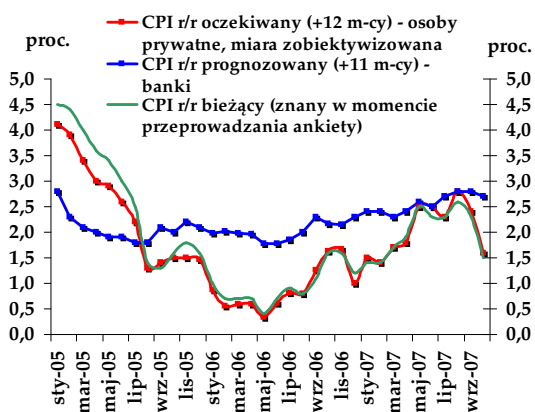 CPI r/r oczekiwany (+12 m-cy) - osoby
prywatne, miara zobiektywizowana
CPI r/r prognozowany (+11 m-cy) -
banki
CPI r/r bieżący (znany w momencie
przeprowadzania ankiety)
proc.
proc.
5,0
4,5
4,0
3,5
3,0
2,5
2,0
1,5
1,0
0,5
0,0
5,0
4,5
4,0
3,5
3,0
2,5
2,0
1,5
1,0
0,5
0,0
sty-05
mar-05
maj-05
lip-05
wrz-05
lis-05
sty-06
mar-06
maj-06
lip-06
wrz-06
lis-06
sty-07
mar-07
maj-07
lip-07
wrz-07